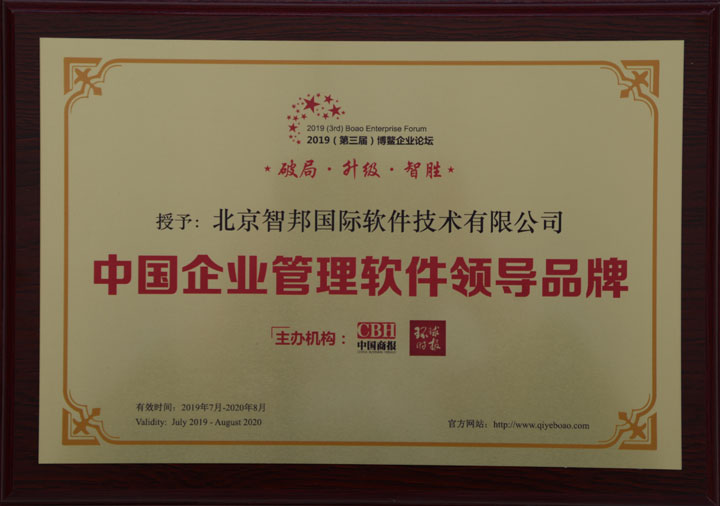 2019 (3rd) Boao Enterprise Forum
2019（第三届）博鳌企业论坛
★ 破局·升级·智胜 ★
授予：北京智邦国际软件技术有限公司
中国企业管理软件领导品牌
主办机构：CBH 中国商报 环球时报
有效时间：2019年7月-2020年8月
Validity: July 2019 - August 2020
官方网站：http://www.qiyeboao.com